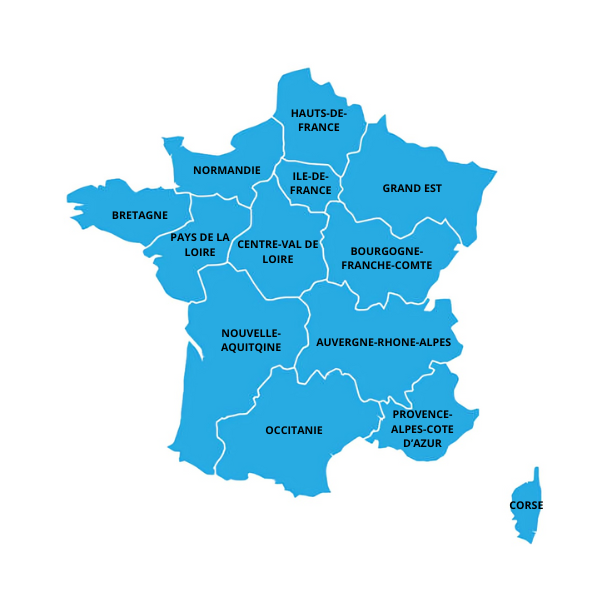 HAUTS-DE-
FRANCE
NORMANDIE
ILE-DE-
FRANCE
GRAND EST
BRETAGNE
PAYS DE LA
LOIRE
CENTRE-VAL DE
LOIRE
BOURGOGNE-
FRANCHE-COMTE
NOUVELLE-
AQUITQINE
AUVERGNE-RHONE-ALPES
OCCITANIE
PROVENCE-
ALPES-COTE
D'AZUR
CORSE